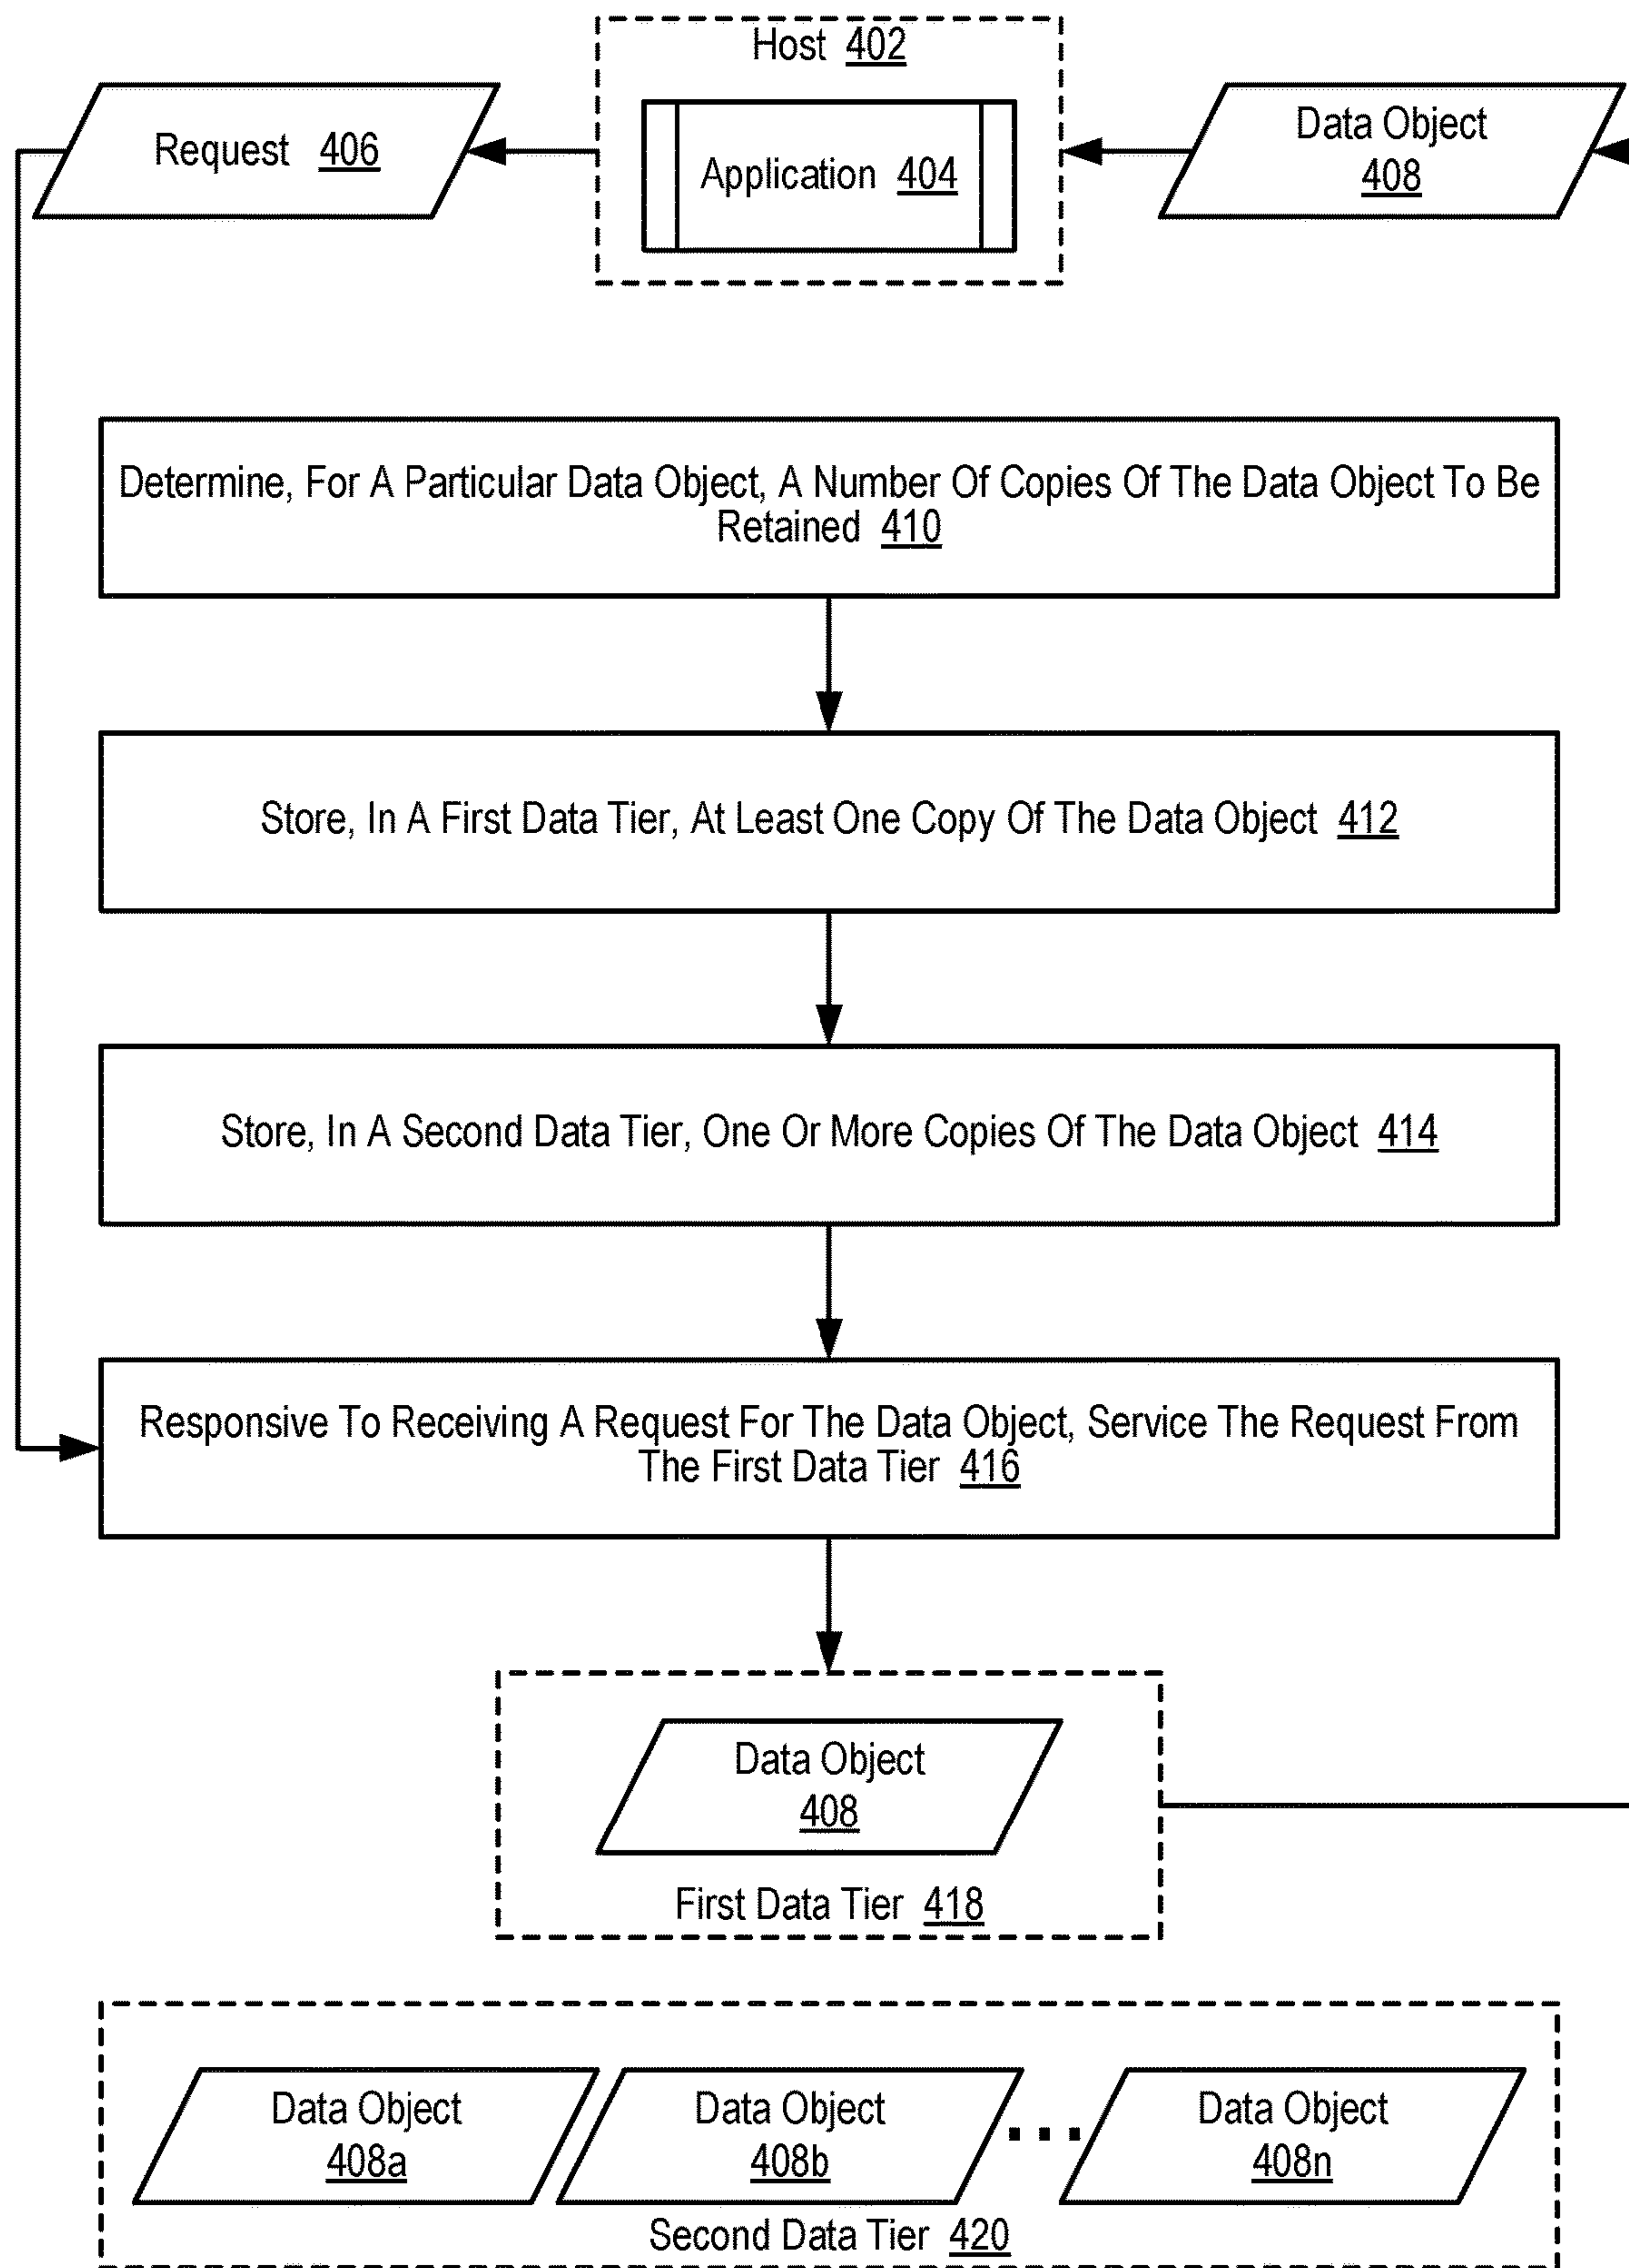 Host 402
Request 406
Application 404
Data Object
408
Determine, For A Particular Data Object, A Number Of Copies Of The Data Object To Be
Retained 410
Store, In A First Data Tier, At Least One Copy Of The Data Object 412
Store, In A Second Data Tier, One Or More Copies Of The Data Object 414
Responsive To Receiving A Request For The Data Object, Service The Request From
The First Data Tier 416
Data Object
408
First Data Tier 418
Data Object
408a
Data Object
408b
Data Object
408n
Second Data Tier 420